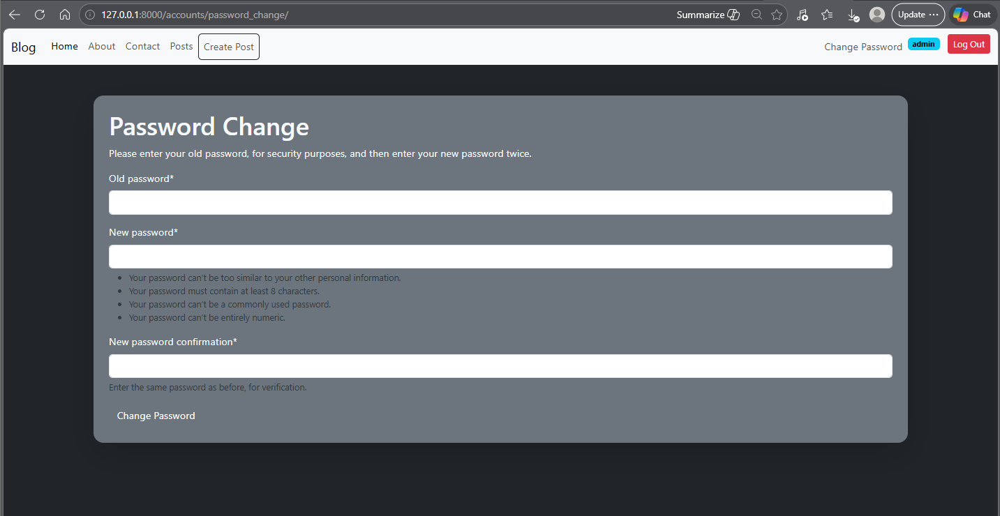 127.0.0.1:8000/accounts/password_change/ Summarize Update Chat
Blog Home About Contact Posts Create Post Change Password admin Log Out
Password Change
Please enter your old password, for security purposes, and then enter your new password twice.
Old password*
New password*
Your password can't be too similar to your other personal information.
Your password must contain at least 8 characters.
Your password can't be a commonly used password.
Your password can't be entirely numeric.
New password confirmation*
Enter the same password as before, for verification.
Change Password